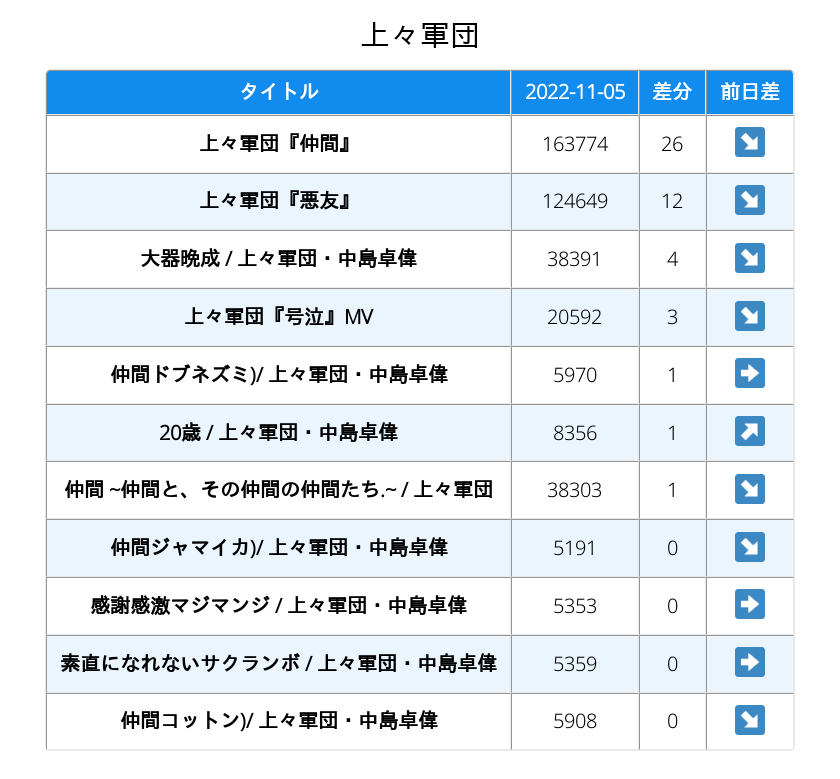 上々軍団
タイトル 2022-11-05 差分 前日差
上々軍団『仲間』 163774 26 ↘
上々軍団『悪友』 124649 12 ↘
大器晩成 / 上々軍団・中島卓偉 38391 4 ↘
上々軍団『号泣』MV 20592 3 ↘
仲間ドブネズミ)/ 上々軍団・中島卓偉 5970 1 ➡
20歳 / 上々軍団・中島卓偉 8356 1 ↗
仲間 ~仲間と、その仲間の仲間たち.~ / 上々軍団 38303 1 ↘
仲間ジャマイカ)/ 上々軍団・中島卓偉 5191 0 ↘
感謝感激マジマンジ / 上々軍団・中島卓偉 5353 0 ➡
素直になれないサクランボ / 上々軍団・中島卓偉 5359 0 ➡
仲間コットン)/ 上々軍団・中島卓偉 5908 0 ↘